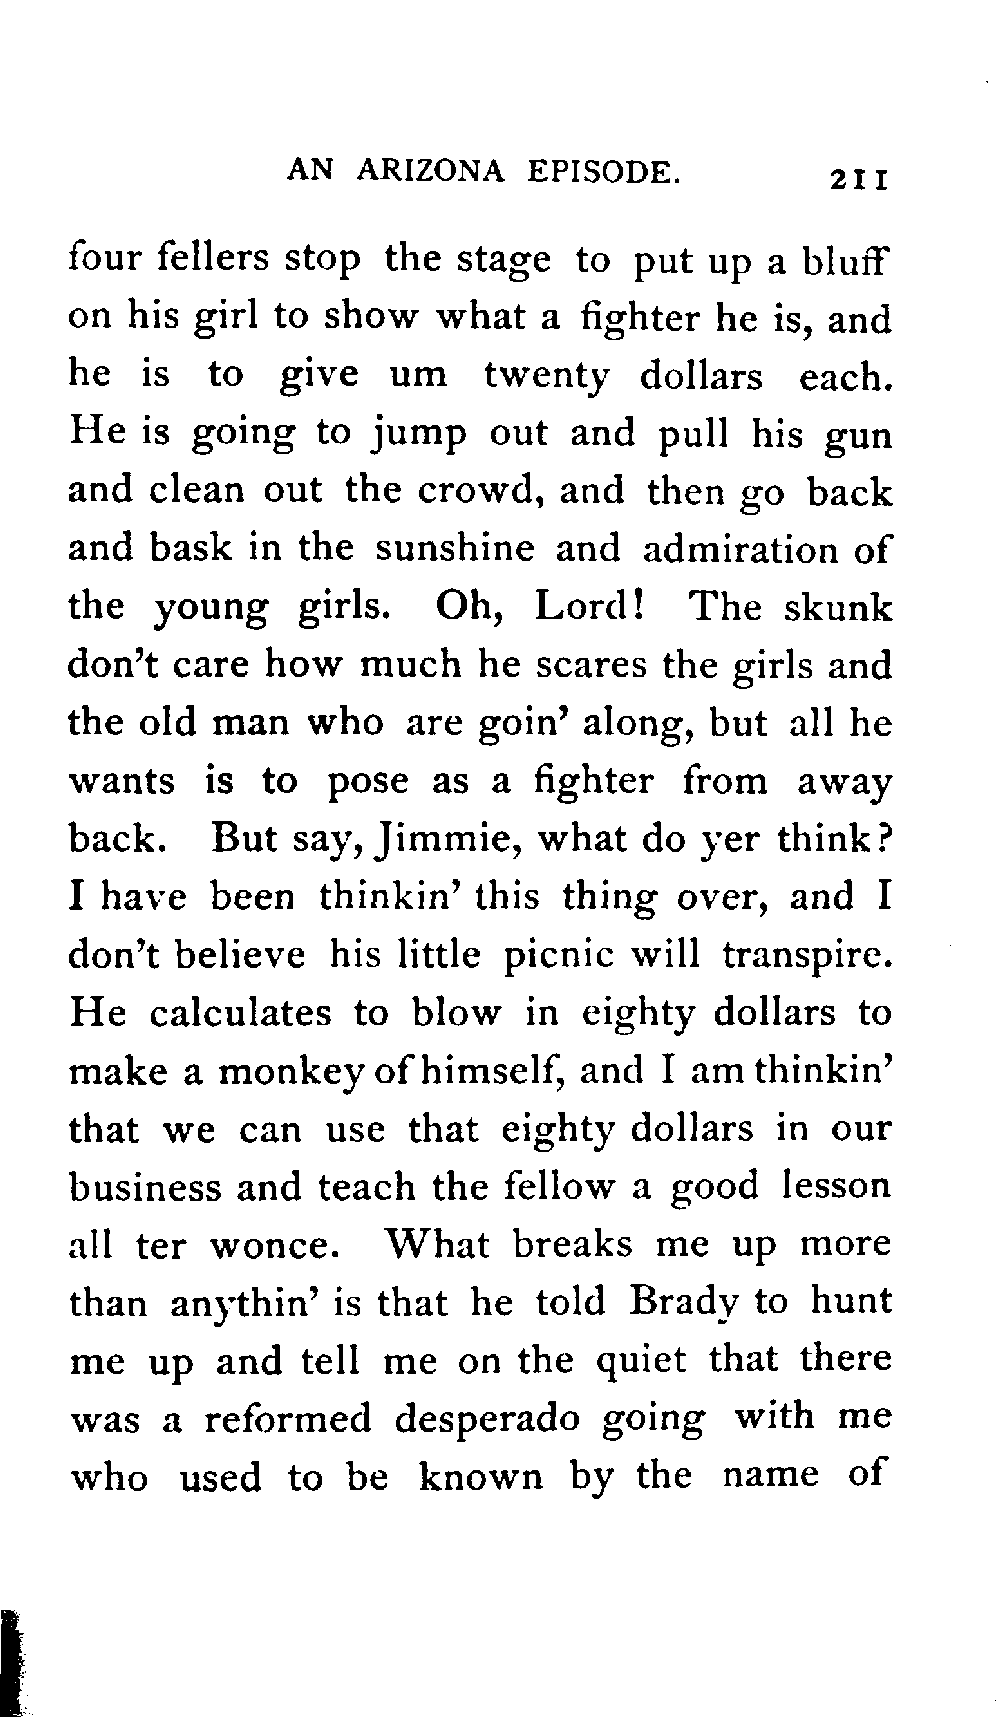 AN ARIZONA EPISODE. 211
four fellers stop the stage to put up a bluff
on his girl to show what a fighter he is, and
he is to give um twenty dollars each.
He is going to jump out and pull his gun
and clean out the crowd, and then go back
and bask in the sunshine and admiration of
the young girls. Oh, Lord! The skunk
don't care how much he scares the girls and
the old man who are goin' along, but all he
wants is to pose as a fighter from away
back. But say, Jimmie, what do yer think?
I have been thinkin' this thing over, and I
don't believe his little picnic will transpire.
He calculates to blow in eighty dollars to
make a monkey of himself, and I am thinkin'
that we can use that eighty dollars in our
business and teach the fellow a good lesson
all ter wonce. What breaks me up more
than anythin' is that he told Brady to hunt
me up and tell me on the quiet that there
was a reformed desperado going with me
who used to be known by the name of